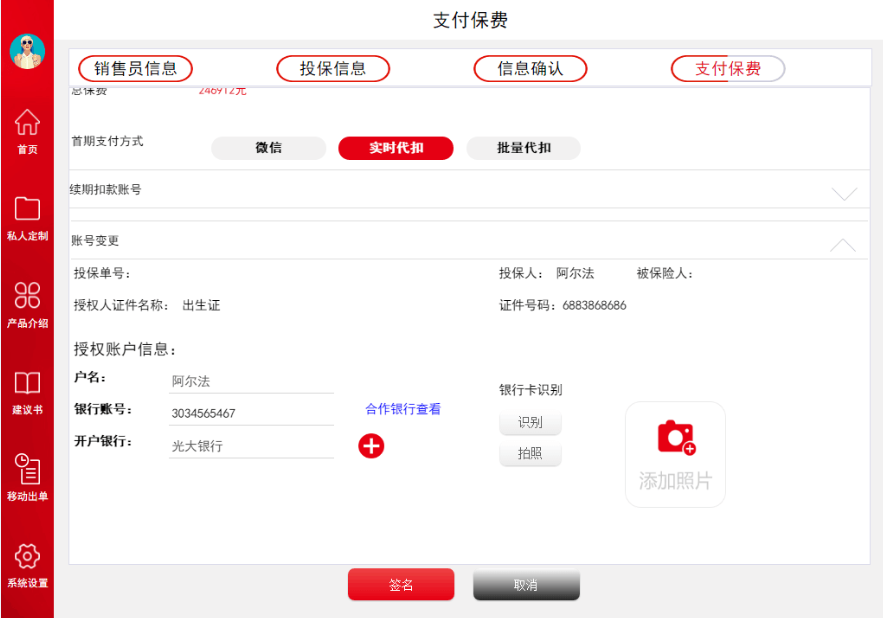 支付保费
销售员信息 投保信息 信息确认 支付保费
总保费 246912元
首期支付方式 微信 实时代扣 批量代扣
续期扣款账号
账号变更
投保单号: 投保人: 阿尔法 被保险人:
授权人证件名称: 出生证 证件号码: 6883868686
授权账户信息:
户名: 阿尔法
银行卡识别
银行账号: 3034565467 合作银行查看
识别
开户银行: 光大银行
拍照
添加照片
签名 取消
首页
私人定制
产品介绍
建议书
移动出单
系统设置